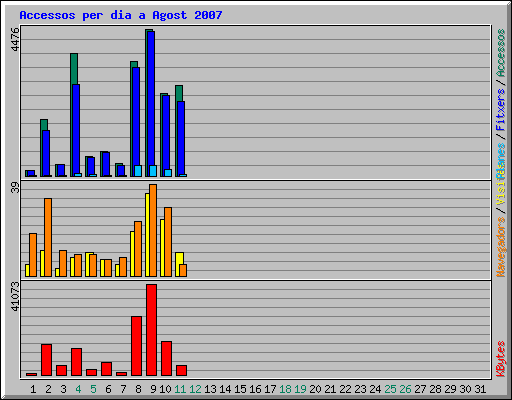 Accessos per dia a Agost 2007
4476
39
41073
KBytes
Navegadors / Visites
Pàgines / Fitxers / Accessos
1 2 3 4 5 6 7 8 9 10 11 12 13 14 15 16 17 18 19 20 21 22 23 24 25 26 27 28 29 30 31